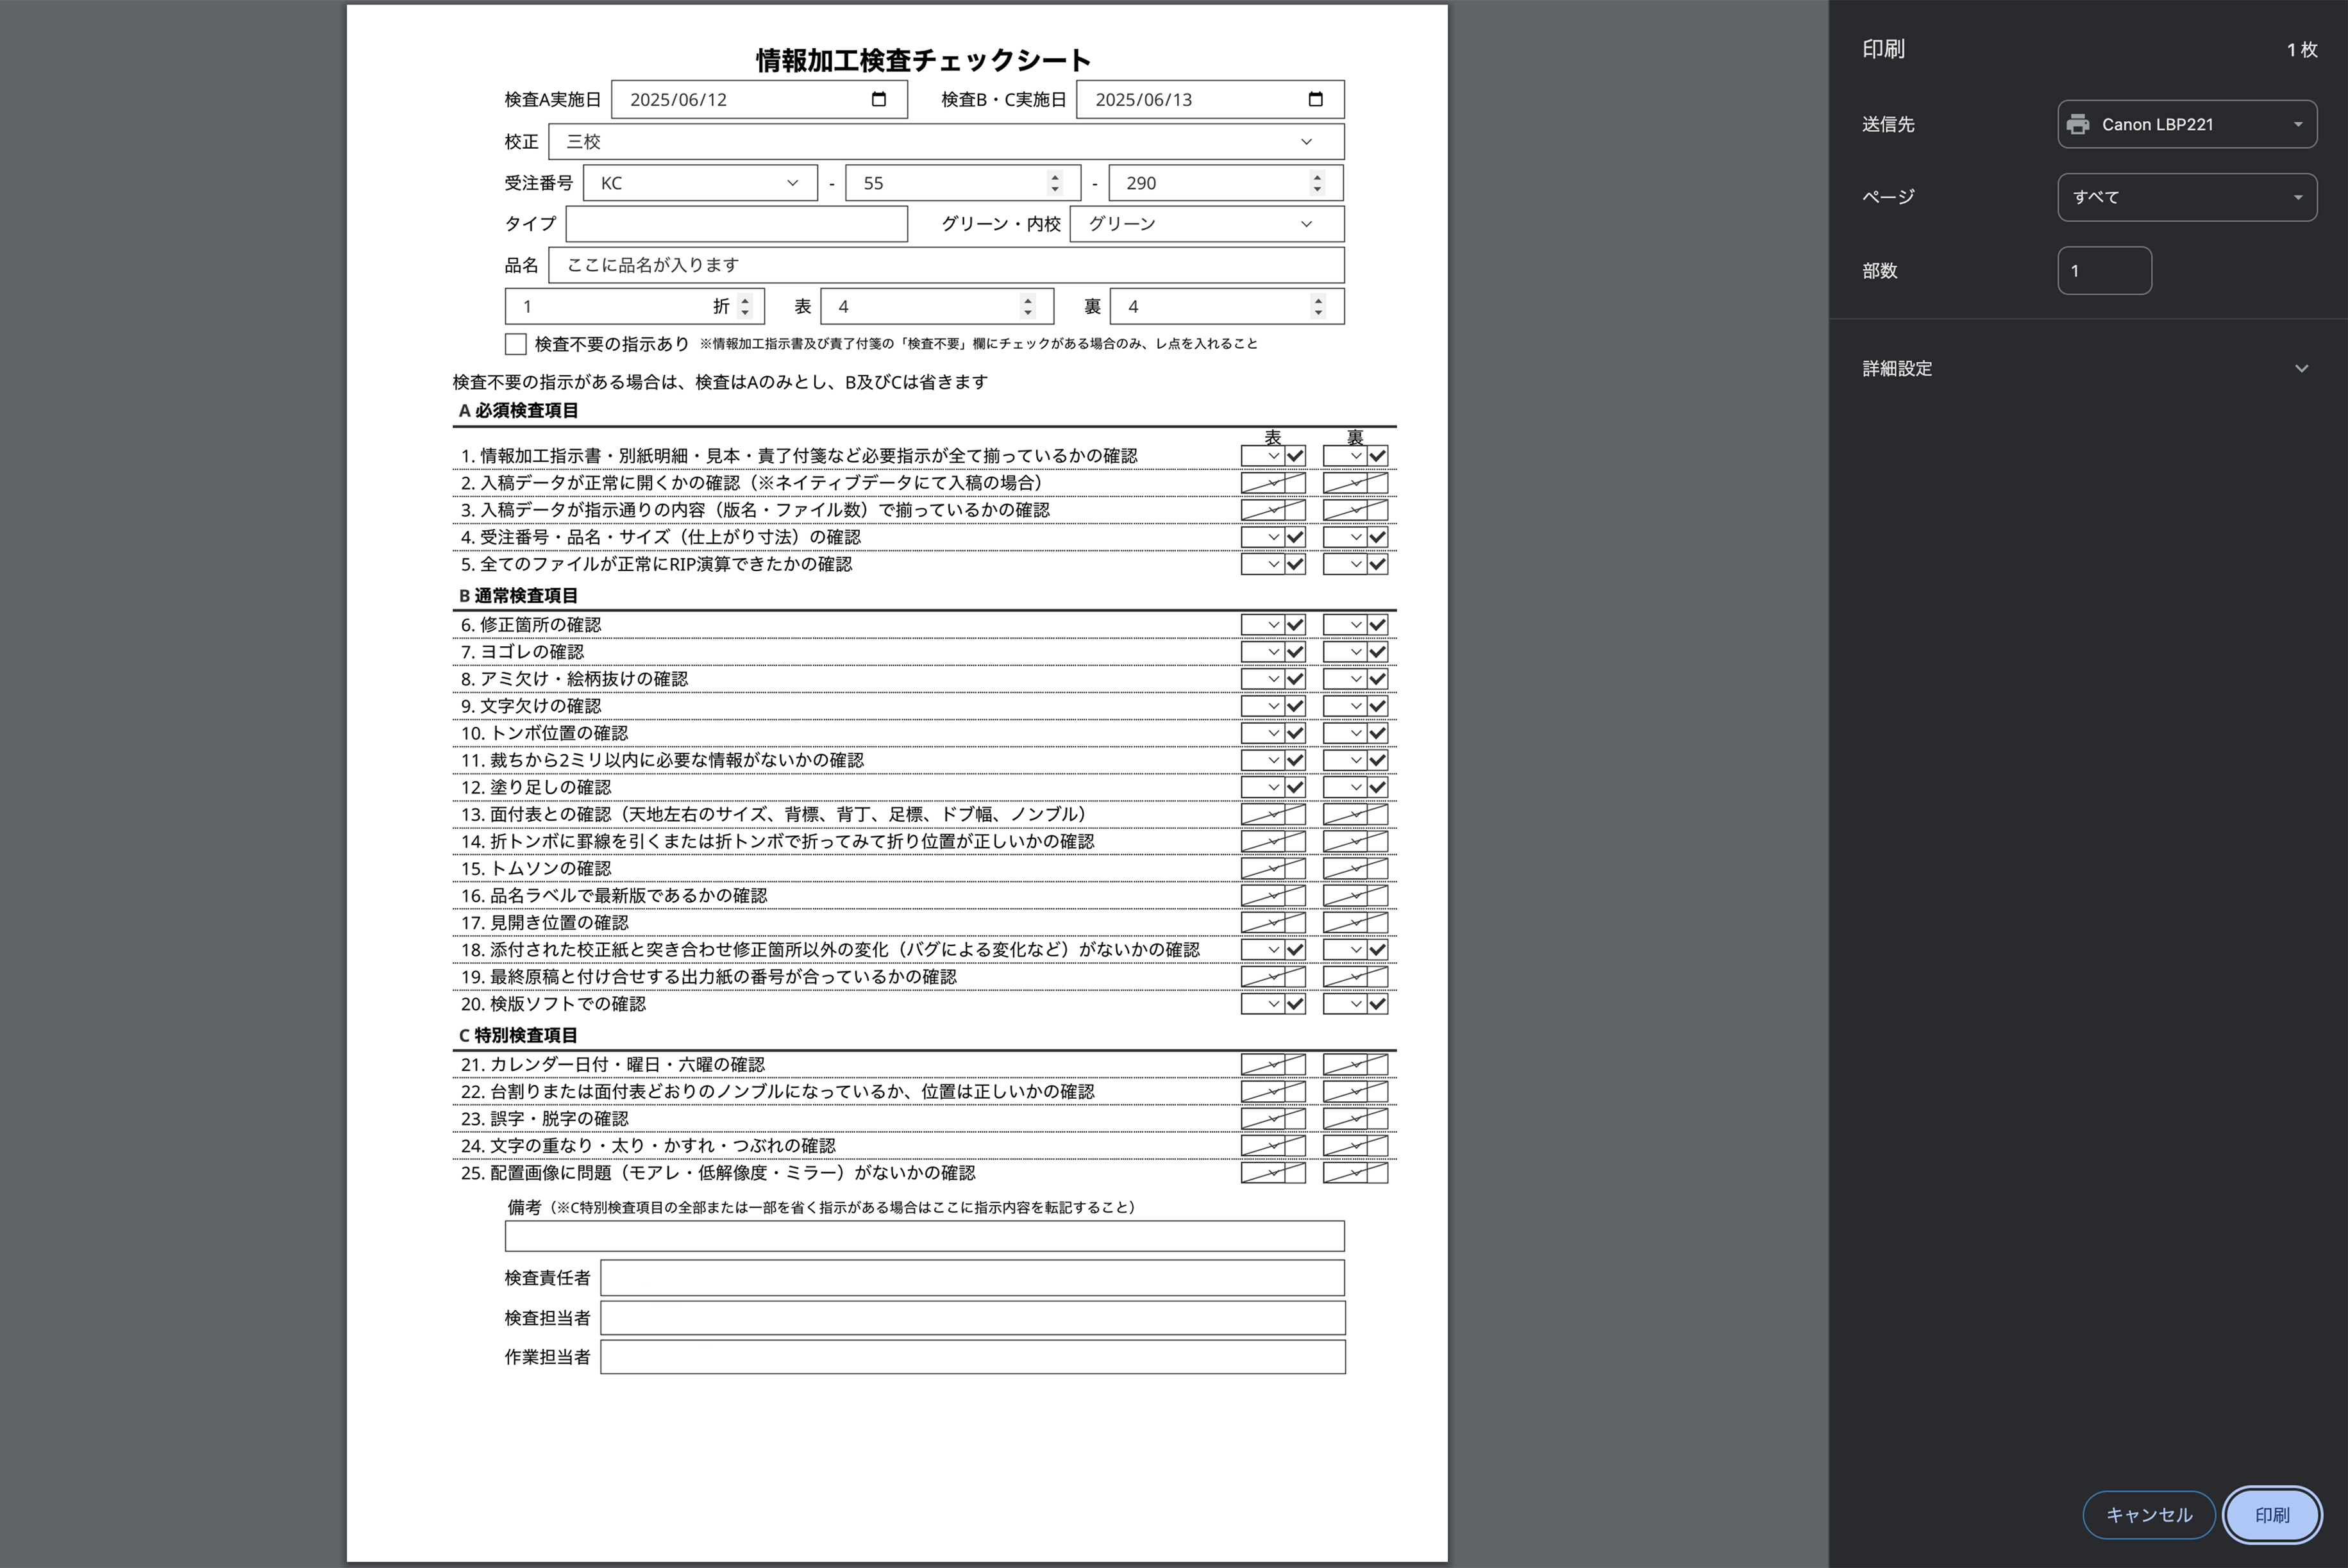 情報加工検査チェックシート
検査A実施日 2025/06/12 検査B・C実施日 2025/06/13
校正 三校
受注番号 KC - 55 - 290
タイプ グリーン・内校 グリーン
品名 ここに品名が入ります
1 折 表 4 裏 4
検査不要の指示あり ※情報加工指示書及び責了付箋の「検査不要」欄にチェックがある場合のみ、レ点を入れること
検査不要の指示がある場合は、検査はAのみとし、B及びCは省きます
A 必須検査項目
表 裏
1. 情報加工指示書・別紙明細・見本・責了付箋など必要指示が全て揃っているかの確認
2. 入稿データが正常に開くかの確認（※ネイティブデータにて入稿の場合）
3. 入稿データが指示通りの内容（版名・ファイル数）で揃っているかの確認
4. 受注番号・品名・サイズ（仕上がり寸法）の確認
5. 全てのファイルが正常にRIP演算できたかの確認
B 通常検査項目
6. 修正箇所の確認
7. ヨゴレの確認
8. アミ欠け・絵柄抜けの確認
9. 文字欠けの確認
10. トンボ位置の確認
11. 裁ちから2ミリ以内に必要な情報がないかの確認
12. 塗り足しの確認
13. 面付表との確認（天地左右のサイズ、背標、背丁、足標、ドブ幅、ノンブル）
14. 折トンボに罫線を引くまたは折トンボで折ってみて折り位置が正しいかの確認
15. トムソンの確認
16. 品名ラベルで最新版であるかの確認
17. 見開き位置の確認
18. 添付された校正紙と突き合わせ修正箇所以外の変化（バグによる変化など）がないかの確認
19. 最終原稿と付け合せする出力紙の番号が合っているかの確認
20. 検版ソフトでの確認
C 特別検査項目
21. カレンダー日付・曜日・六曜の確認
22. 台割りまたは面付表どおりのノンブルになっているか、位置は正しいかの確認
23. 誤字・脱字の確認
24. 文字の重なり・太り・かすれ・つぶれの確認
25. 配置画像に問題（モアレ・低解像度・ミラー）がないかの確認
備考（※C特別検査項目の全部または一部を省く指示がある場合はここに指示内容を転記すること）
検査責任者
検査担当者
作業担当者
印刷 1 枚
送信先 Canon LBP221
ページ すべて
部数 1
詳細設定
キャンセル 印刷